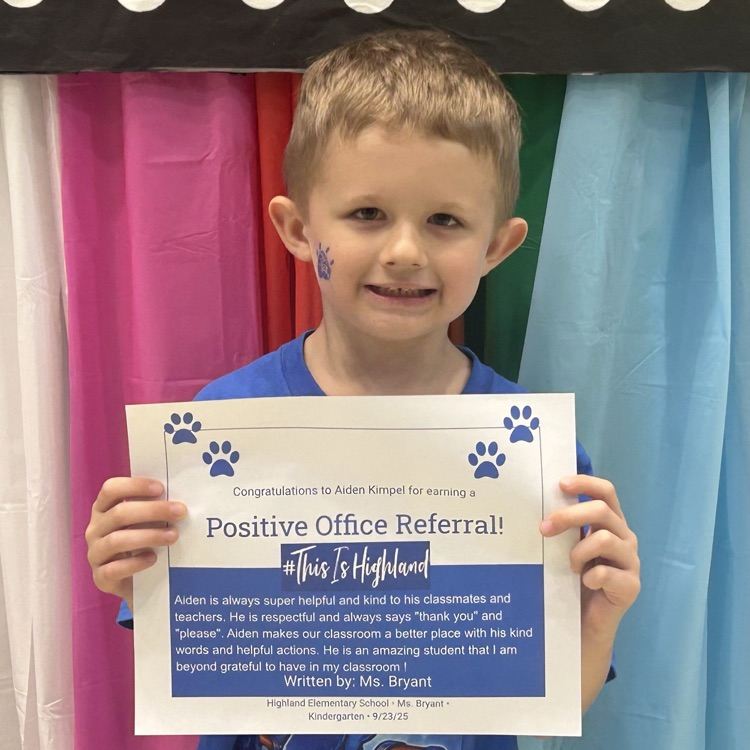 Congratulations to Aiden Kimpel for earning a
Positive Office Referral!
#ThisIsHighland
Aiden is always super helpful and kind to his classmates and
teachers. He is respectful and always says "thank you" and
"please". Aiden makes our classroom a better place with his kind
words and helpful actions. He is an amazing student that I am
beyond grateful to have in my classroom !
Written by: Ms. Bryant
Highland Elementary School • Ms. Bryant •
Kindergarten • 9/23/25